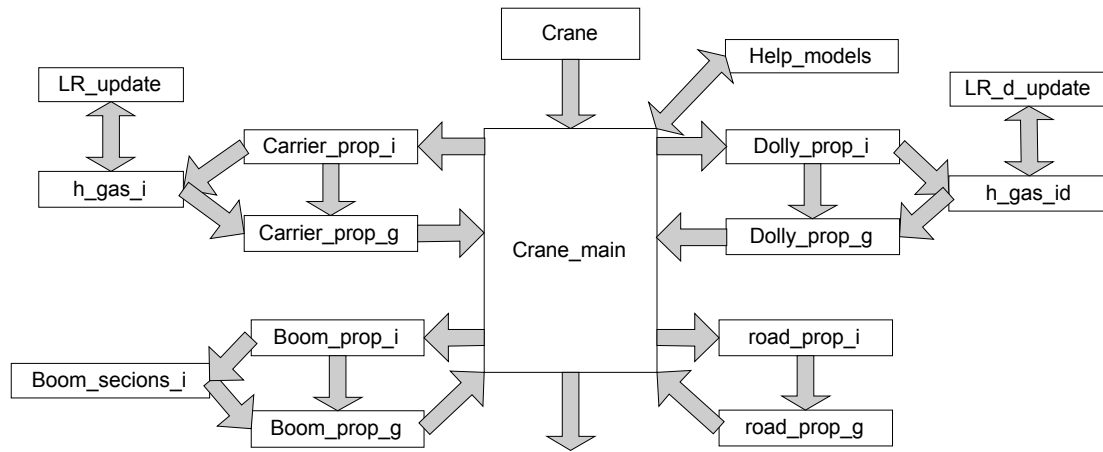 Crane
Help_models
LR_update
LR_d_update
Carrier_prop_i
Dolly_prop_i
h_gas_i
h_gas_id
Carrier_prop_g
Dolly_prop_g
Crane_main
Boom_prop_i
road_prop_i
Boom_secions_i
Boom_prop_g
road_prop_g